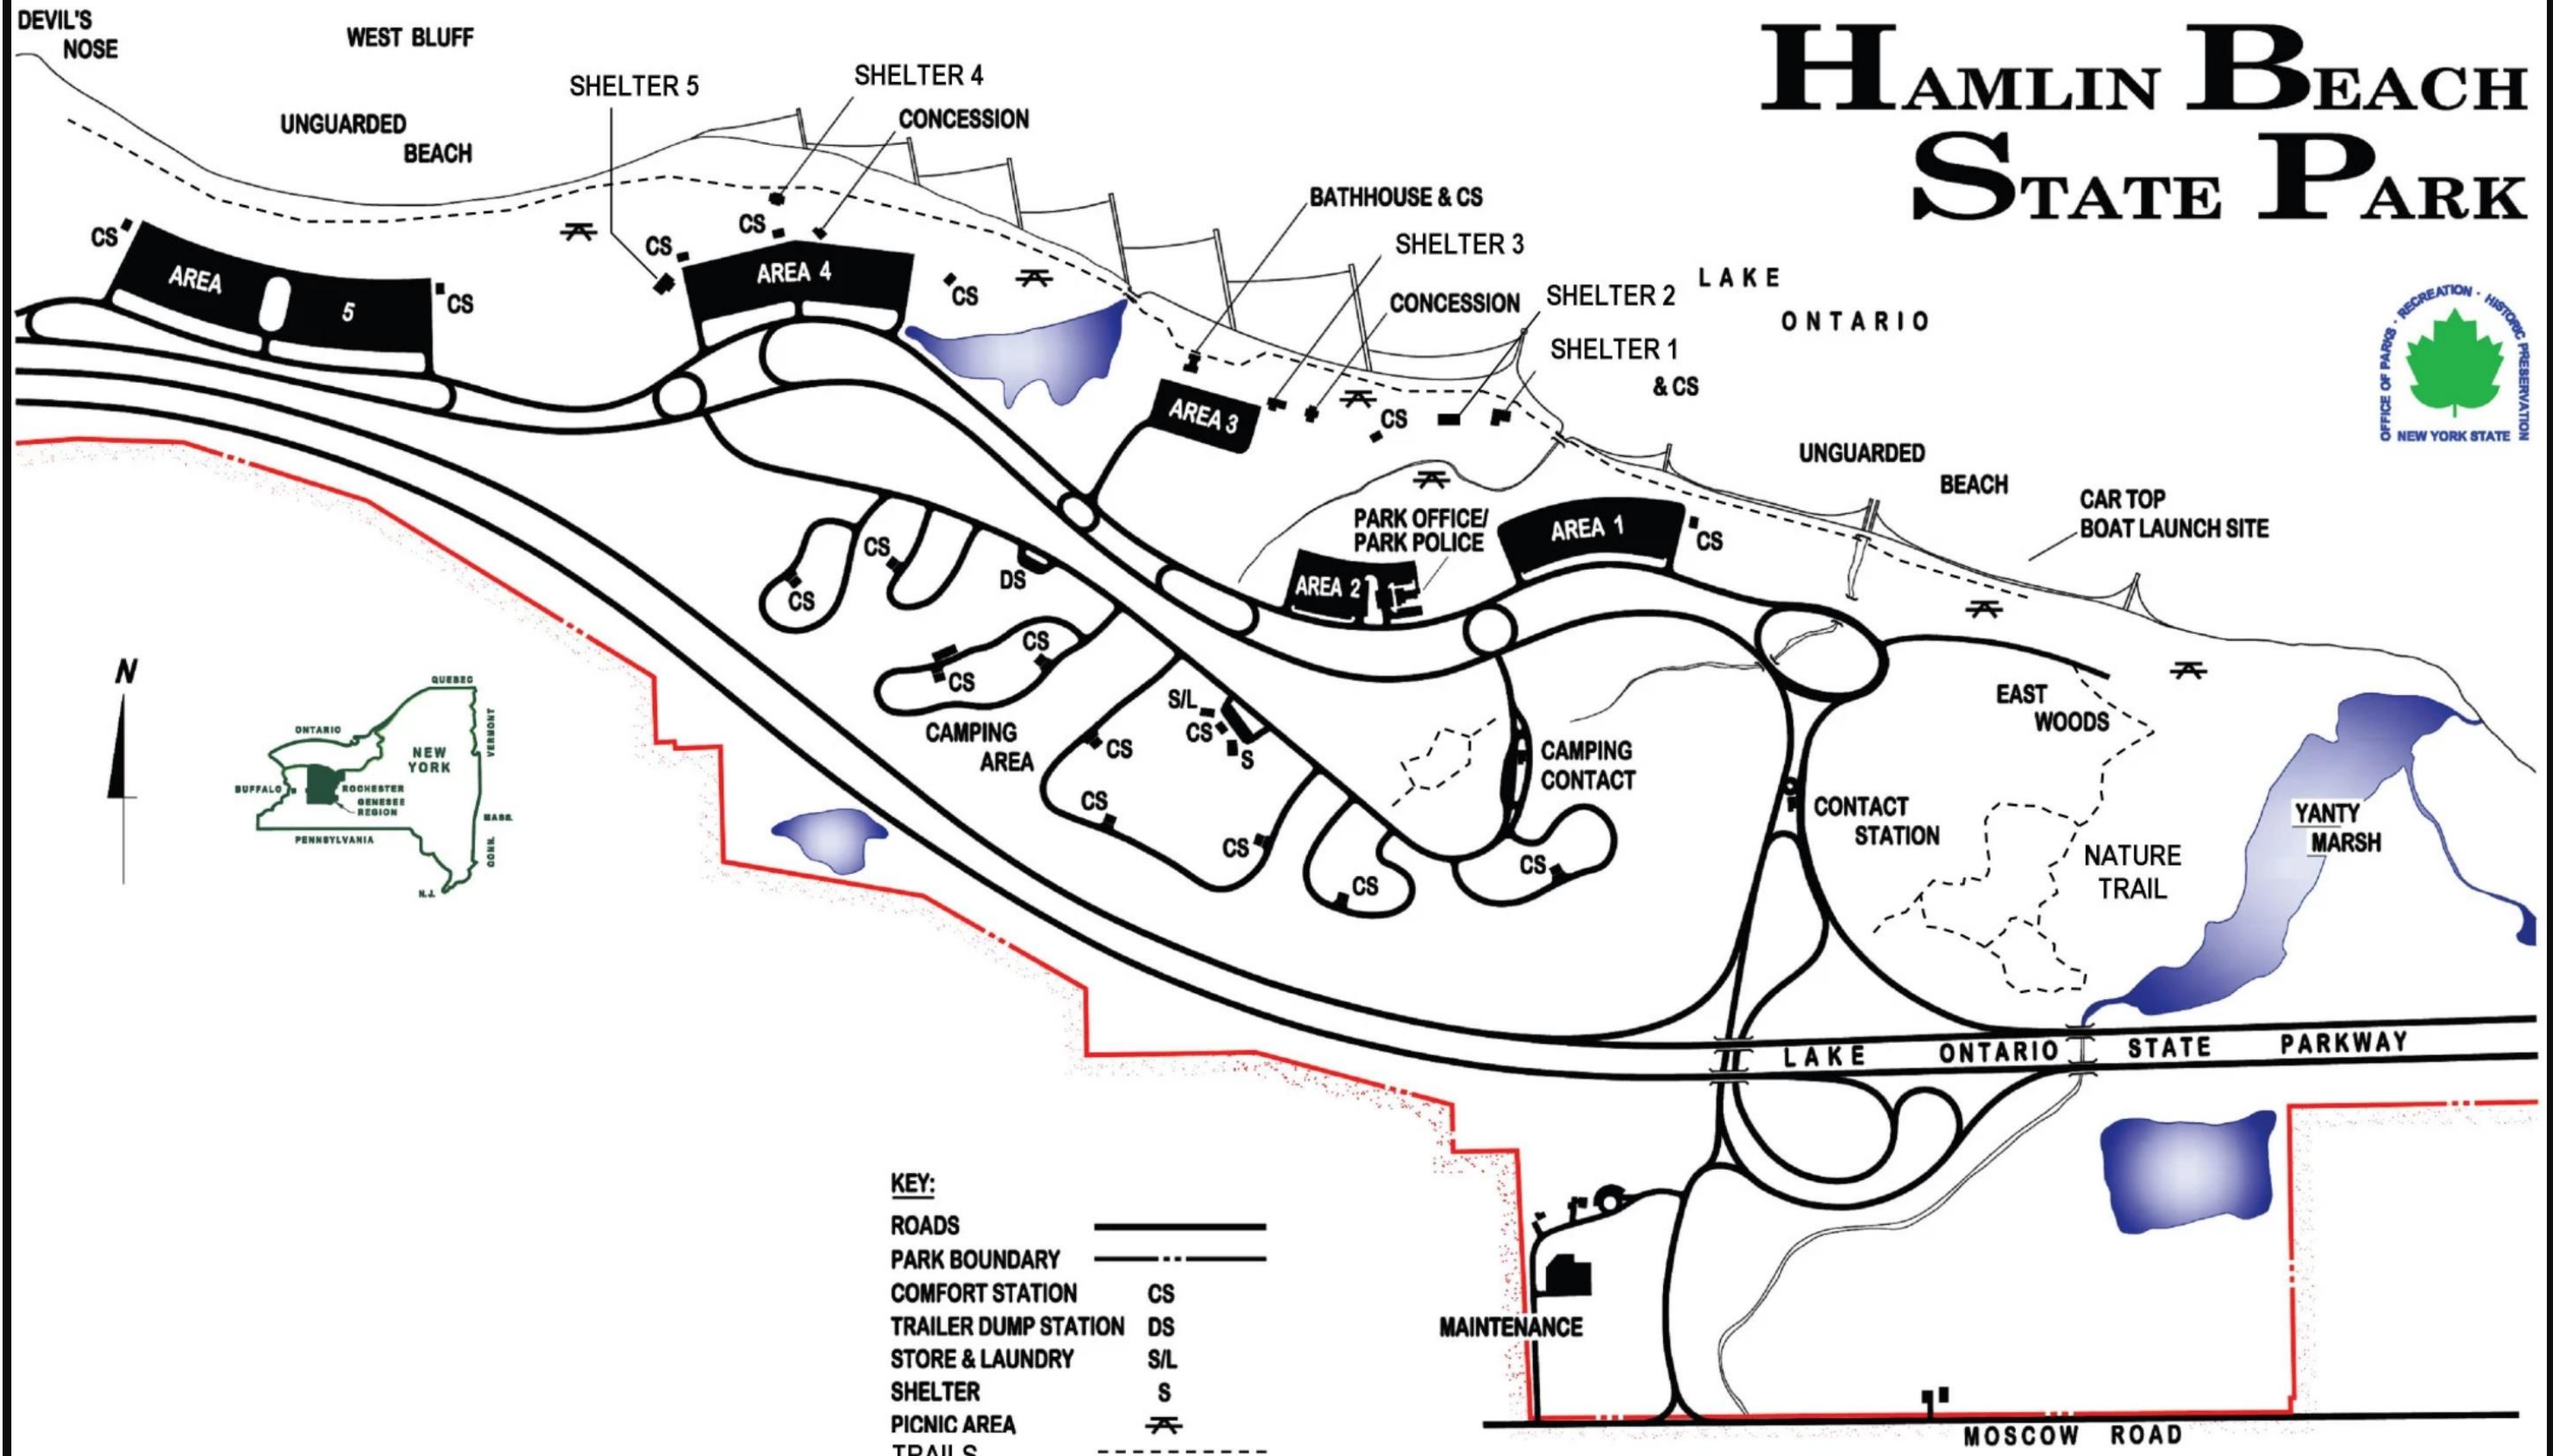 DEVIL'S
NOSE
WEST BLUFF
UNGUARDED
BEACH
SHELTER 5
SHELTER 4
CONCESSION
HAMLIN BEACH
STATE PARK
BATHHOUSE & CS
SHELTER 3
CONCESSION
SHELTER 2
SHELTER 1
& CS
LAKE
ONTARIO
OFFICE OF PARKS · RECREATION · HISTORIC PRESERVATION
NEW YORK STATE
CS
AREA
5
CS
CS
CS
AREA 4
CS
AREA 3
CS
UNGUARDED
BEACH
CAR TOP
BOAT LAUNCH SITE
PARK OFFICE/
PARK POLICE
AREA 1
CS
AREA 2
CS
CS
DS
CS
CS
CAMPING
AREA
S/L
CS
S
CS
CS
CS
CS
CS
CAMPING
CONTACT
CONTACT
STATION
EAST
WOODS
NATURE
TRAIL
YANTY
MARSH
N
QUEBEC
ONTARIO
VERMONT
NEW
YORK
BUFFALO
ROCHESTER
GENESEE
REGION
MASS.
PENNSYLVANIA
CONN.
N.J.
LAKE ONTARIO STATE PARKWAY
MAINTENANCE
MOSCOW ROAD
KEY:
ROADS
PARK BOUNDARY
COMFORT STATION CS
TRAILER DUMP STATION DS
STORE & LAUNDRY S/L
SHELTER S
PICNIC AREA
TRAILS